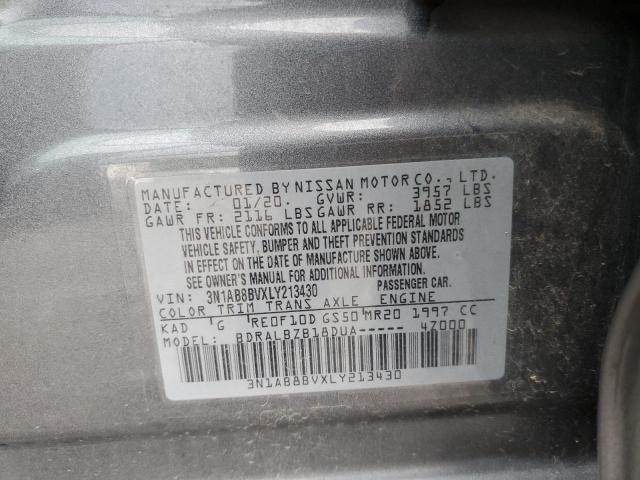 MANUFACTURED BY NISSAN MOTOR CO., LTD.
DATE: 01/20. GVWR: 3957 LBS
GAWR FR: 2116 LBS GAWR RR: 1852 LBS
THIS VEHICLE CONFORMS TO ALL APPLICABLE FEDERAL MOTOR
VEHICLE SAFETY, BUMPER AND THEFT PREVENTION STANDARDS
IN EFFECT ON THE DATE OF MANUFACTURE SHOWN ABOVE.
SEE OWNER'S MANUAL FOR ADDITIONAL INFORMATION.
VIN: 3N1AB8BVXLY213430 PASSENGER CAR.
COLOR TRIM TRANS AXLE ENGINE
KAD G RE0F10D GS50 MR20 1997 CC
MODEL: BDRALBZB18DUA----- 47000
3N1AB8BVXLY213430